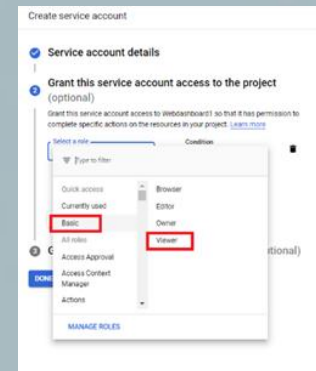 Create service account
Service account details
2
Grant this service account access to the project
(optional)
Grant this service account access to Webdashboard1 so that it has permission to
complete specific actions on the resources in your project. Learn more
Select a role
Condition
Type to filter
Quick access
Currently used
Basic
All roles
Access Approval
Access Context
Manager
Actions
Browser
Editor
Owner
Viewer
3
G
tional)
DONE
MANAGE ROLES